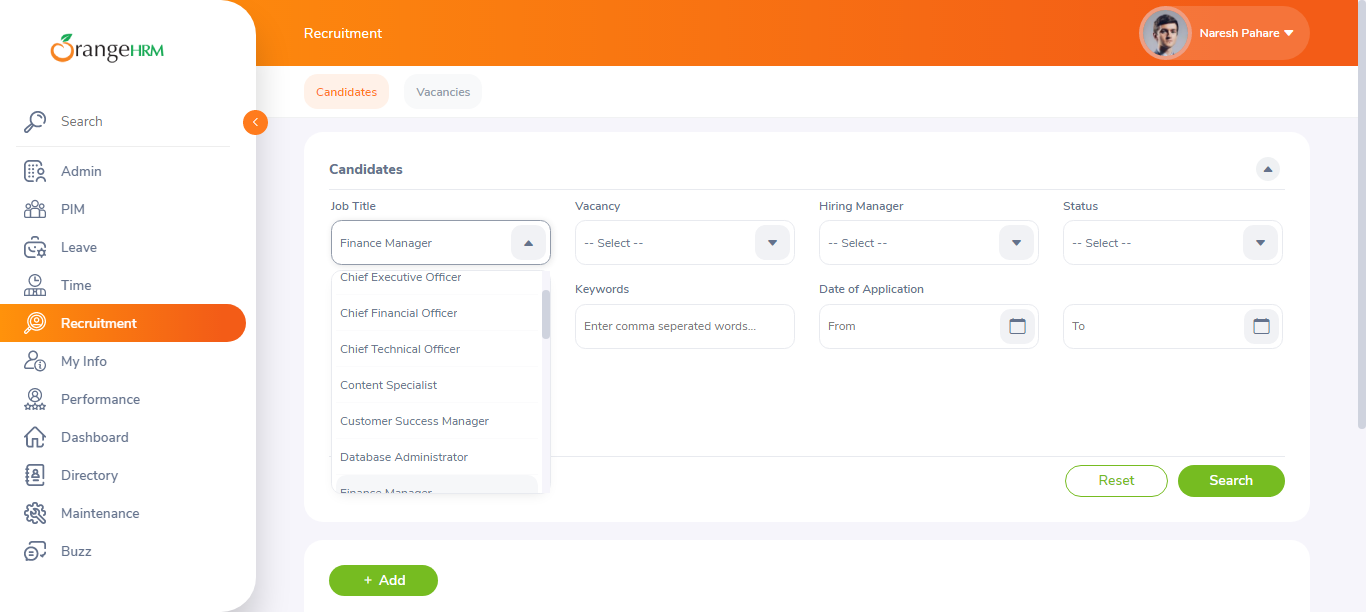 OrangeHRM
Recruitment
Naresh Pahare
Candidates
Vacancies
Search
Admin
PIM
Leave
Time
Recruitment
My Info
Performance
Dashboard
Directory
Maintenance
Buzz
Candidates
Job Title
Vacancy
Hiring Manager
Status
Finance Manager
-- Select --
-- Select --
-- Select --
Chief Executive Officer
Chief Financial Officer
Chief Technical Officer
Content Specialist
Customer Success Manager
Database Administrator
Finance Manager
Keywords
Date of Application
Enter comma seperated words...
From
To
Reset
Search
+ Add